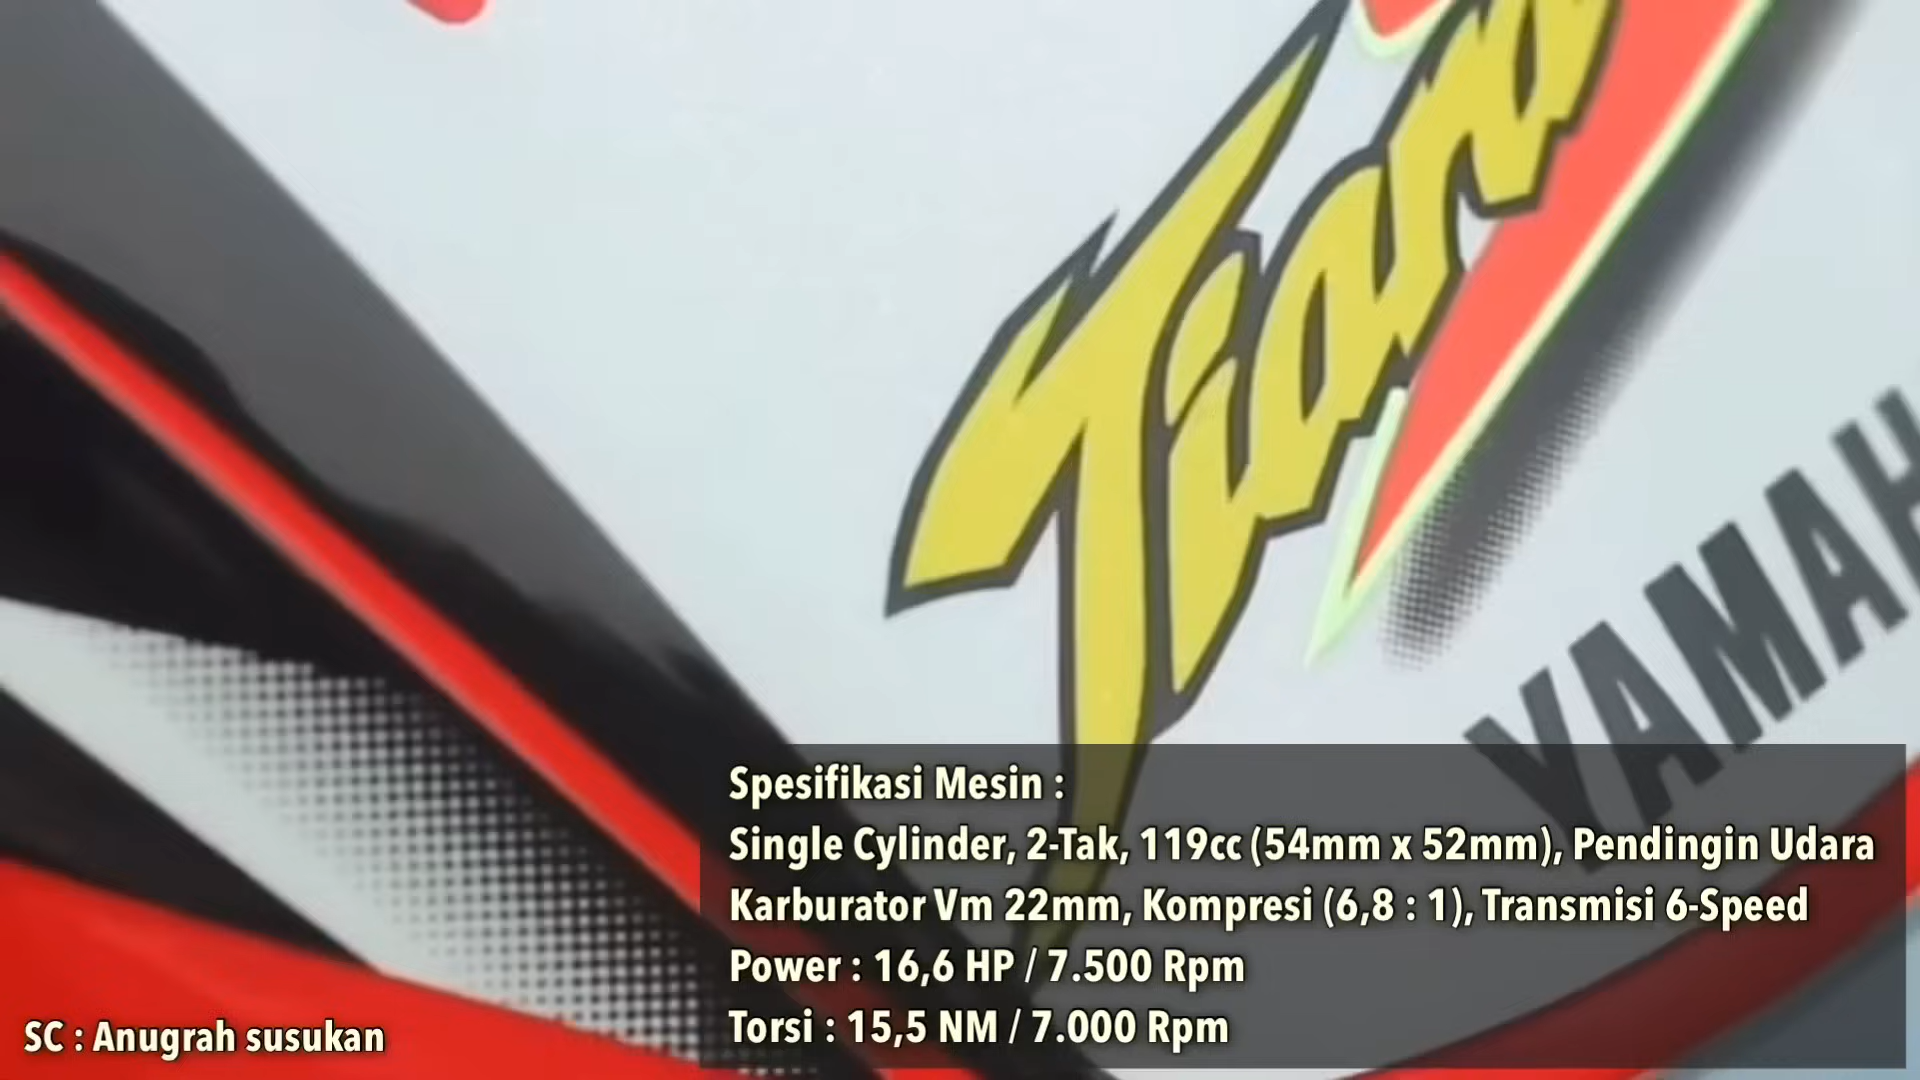 Tiara
YAMAH
Spesifikasi Mesin :
Single Cylinder, 2-Tak, 119cc (54mm x 52mm), Pendingin Udara
Karburator Vm 22mm, Kompresi (6,8 : 1), Transmisi 6-Speed
Power : 16,6 HP / 7.500 Rpm
Torsi : 15,5 NM / 7.000 Rpm
SC : Anugrah susukan